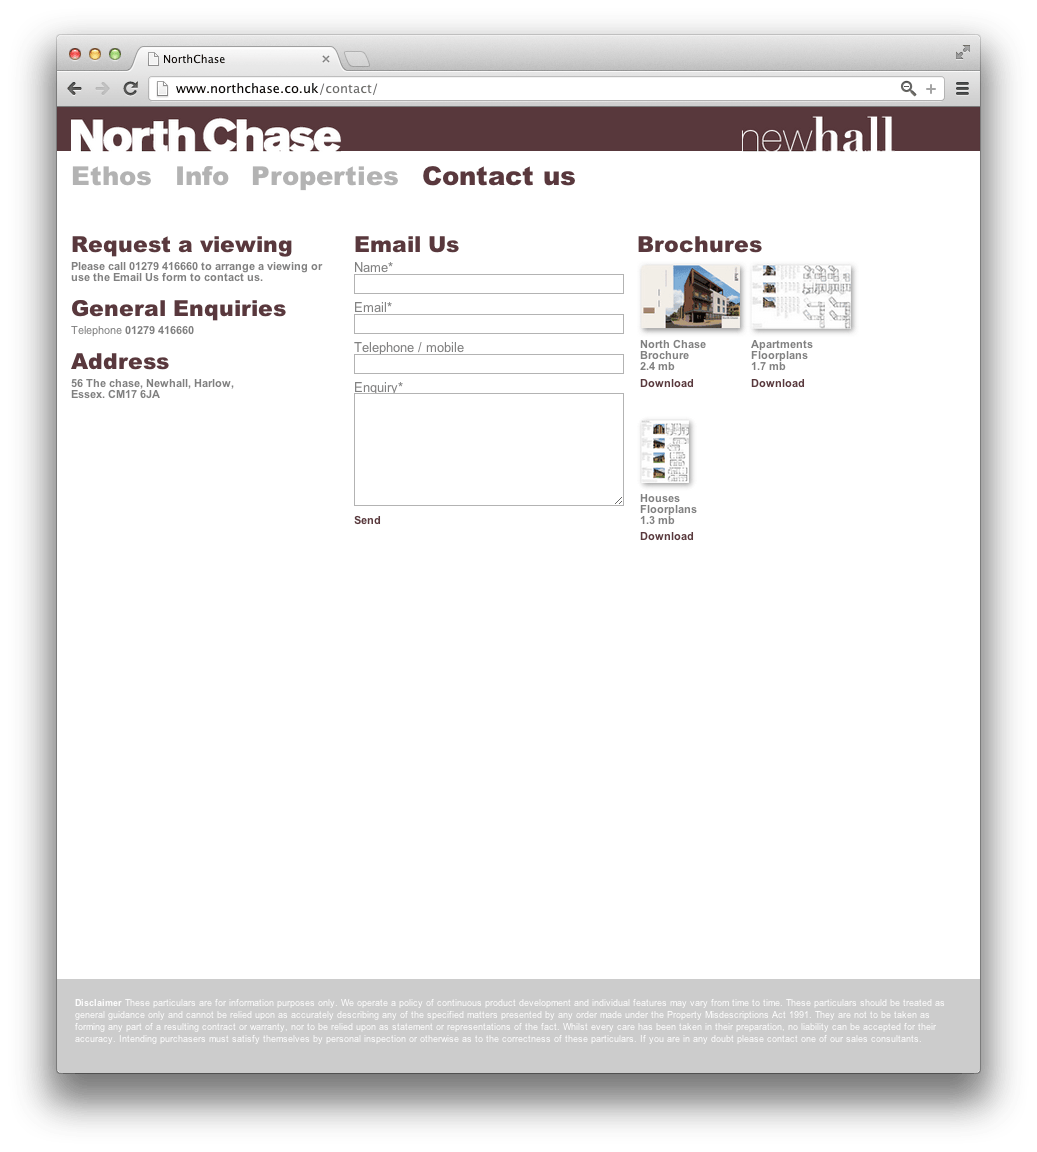 NorthChase
www.northchase.co.uk/contact/
North Chase
newhall
Ethos Info Properties Contact us
Request a viewing
Please call 01279 416660 to arrange a viewing or
use the Email Us form to contact us.
General Enquiries
Telephone 01279 416660
Address
56 The chase, Newhall, Harlow,
Essex. CM17 6JA
Email Us
Name*
Email*
Telephone / mobile
Enquiry*
Send
Brochures
North Chase
Brochure
2.4 mb
Download
Apartments
Floorplans
1.7 mb
Download
Houses
Floorplans
1.3 mb
Download
Disclaimer These particulars are for information purposes only. We operate a policy of continuous product development and individual features may vary from time to time. These particulars should be treated as
general guidance only and cannot be relied upon as accurately describing any of the specified matters presented by any order made under the Property Misdescriptions Act 1991. They are not to be taken as
forming any part of a resulting contract or warranty, nor to be relied upon as statement or representations of the fact. Whilst every care has been taken in their preparation, no liability can be accepted for their
accuracy. Intending purchasers must satisfy themselves by personal inspection or otherwise as to the correctness of these particulars. If you are in any doubt please contact one of our sales consultants.